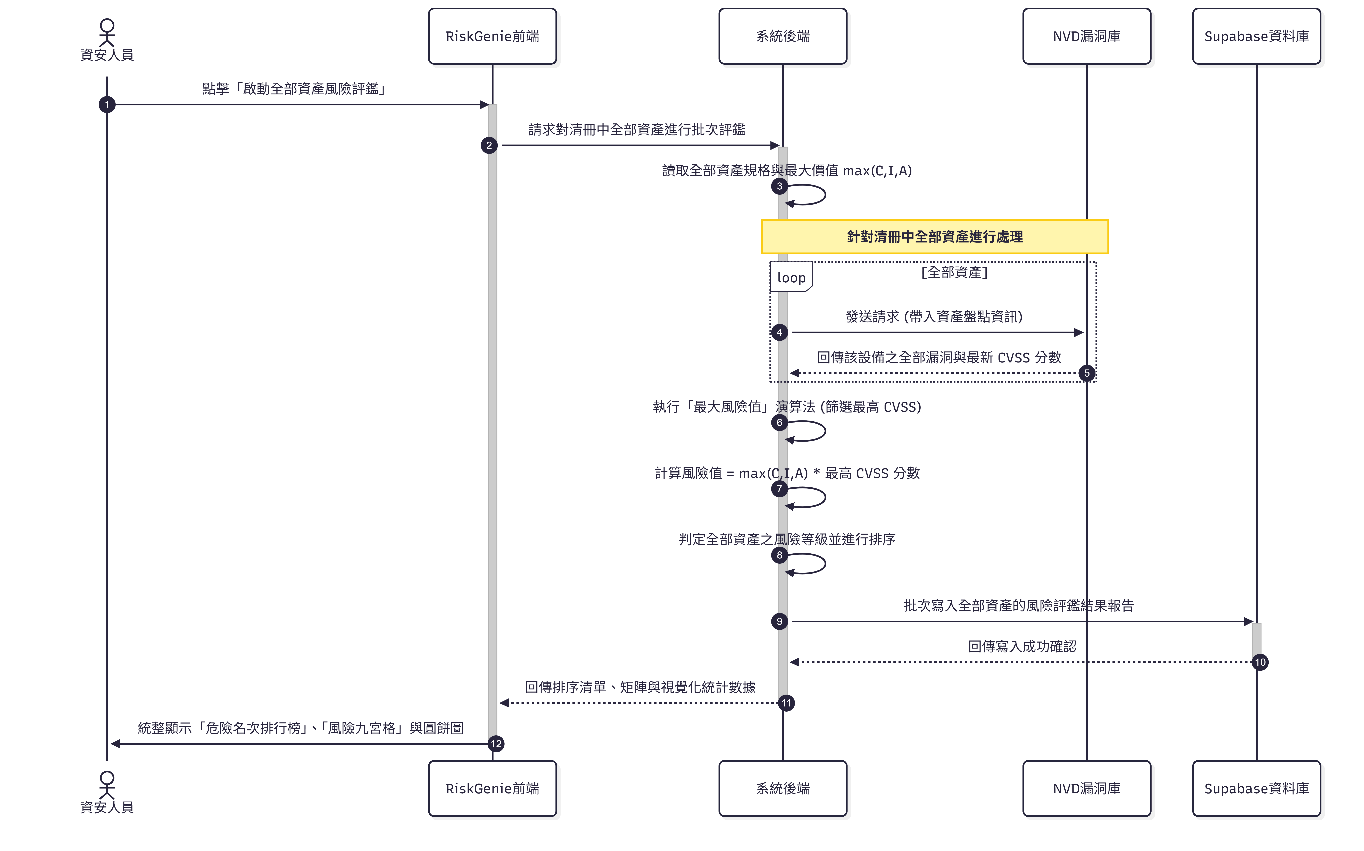 資安人員
RiskGenie前端
系統後端
NVD漏洞庫
Supabase資料庫
點擊「啟動全部資產風險評鑑」
1
請求對清冊中全部資產進行批次評鑑
2
讀取全部資產規格與最大價值 max(C,I,A)
3
針對清冊中全部資產進行處理
loop
[全部資產]
發送請求 (帶入資產盤點資訊)
4
回傳該設備之全部漏洞與最新 CVSS 分數
5
執行「最大風險值」演算法 (篩選最高 CVSS)
6
計算風險值 = max(C,I,A) * 最高 CVSS 分數
7
判定全部資產之風險等級並進行排序
8
批次寫入全部資產的風險評鑑結果報告
9
回傳寫入成功確認
10
回傳排序清單、矩陣與視覺化統計數據
11
統整顯示「危險名次排行榜」、「風險九宮格」與圓餅圖
12
資安人員
RiskGenie前端
系統後端
NVD漏洞庫
Supabase資料庫